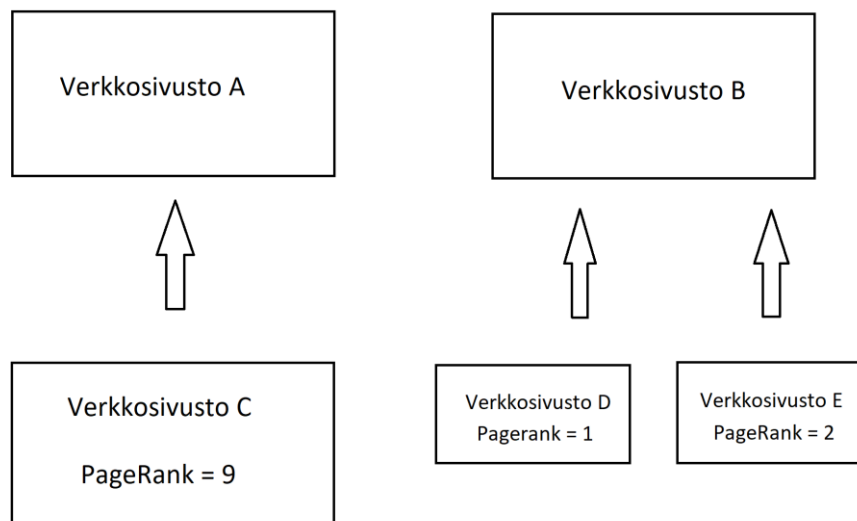 Verkkosivusto A
Verkkosivusto B
Verkkosivusto C
PageRank = 9
Verkkosivusto D
Pagerank = 1
Verkkosivusto E
PageRank = 2